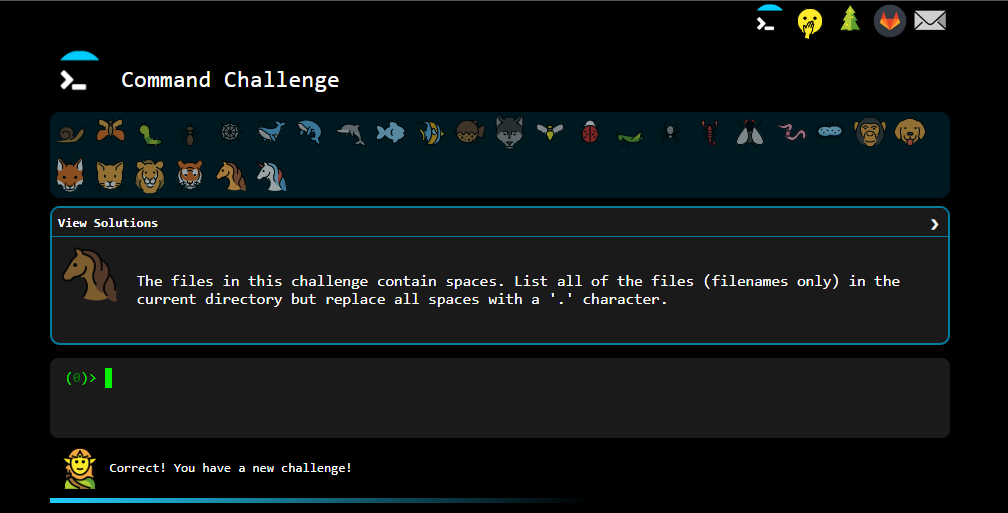 Command Challenge
View Solutions
The files in this challenge contain spaces. List all of the files (filenames only) in the
current directory but replace all spaces with a '.' character.
(0)>
Correct! You have a new challenge!